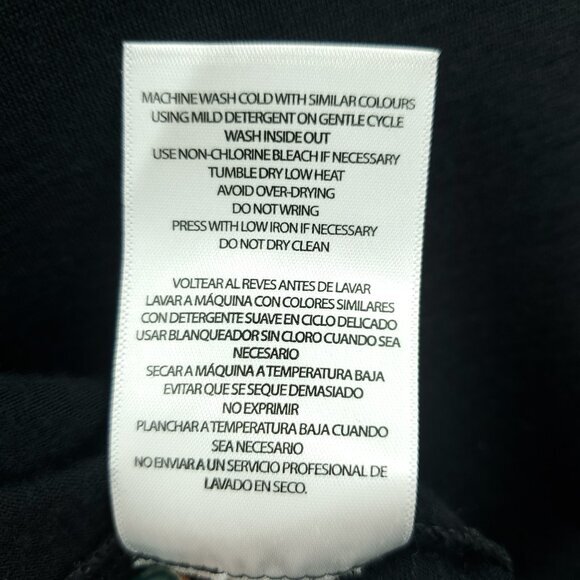 MACHINE WASH COLD WITH SIMILAR COLOURS
USING MILD DETERGENT ON GENTLE CYCLE
WASH INSIDE OUT
USE NON-CHLORINE BLEACH IF NECESSARY
TUMBLE DRY LOW HEAT
AVOID OVER-DRYING
DO NOT WRING
PRESS WITH LOW IRON IF NECESSARY
DO NOT DRY CLEAN
VOLTEAR AL REVES ANTES DE LAVAR
LAVAR A MÁQUINA CON COLORES SIMILARES
CON DETERGENTE SUAVE EN CICLO DELICADO
USAR BLANQUEADOR SIN CLORO CUANDO SEA
NECESARIO
SECAR A MÁQUINA A TEMPERATURA BAJA
EVITAR QUE SE SEQUE DEMASIADO
NO EXPRIMIR
PLANCHAR A TEMPERATURA BAJA CUANDO
SEA NECESARIO
NO ENVIAR A UN SERVICIO PROFESIONAL DE
LAVADO EN SECO.